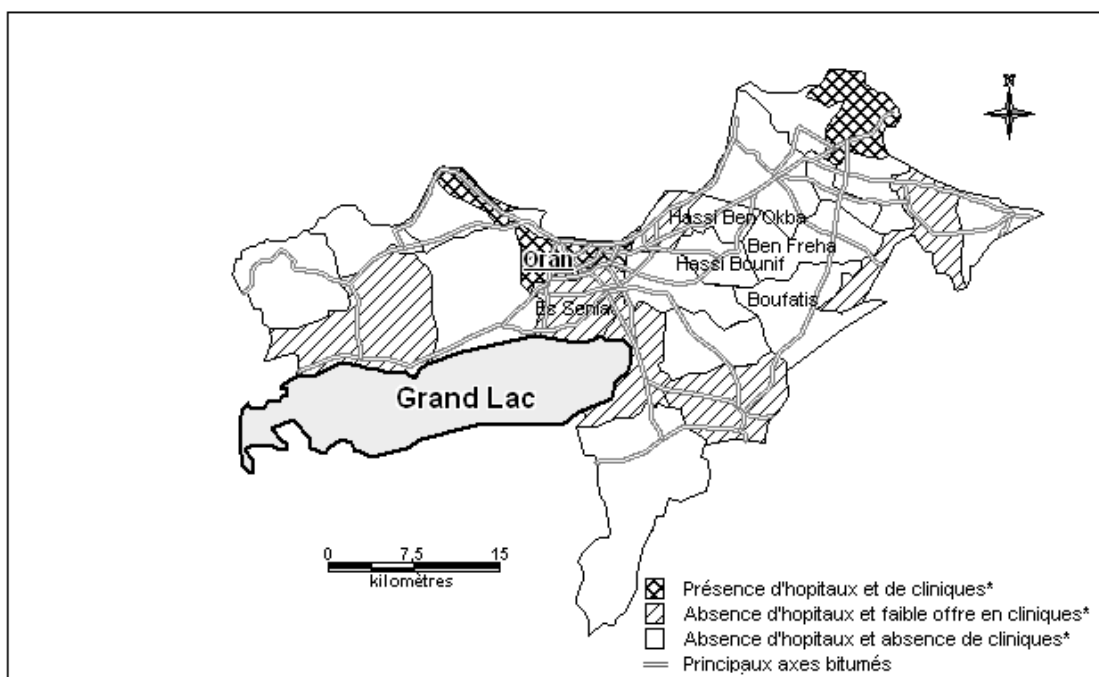 N
Hassi Ben Okba
Ben Freha
Oran
Hassi Bounif
Boufatis
Es Senia
Grand Lac
0 7,5 15
kilomètres
Présence d'hopitaux et de cliniques*
Absence d'hopitaux et faible offre en cliniques*
Absence d'hopitaux et absence de cliniques*
Principaux axes bitumés